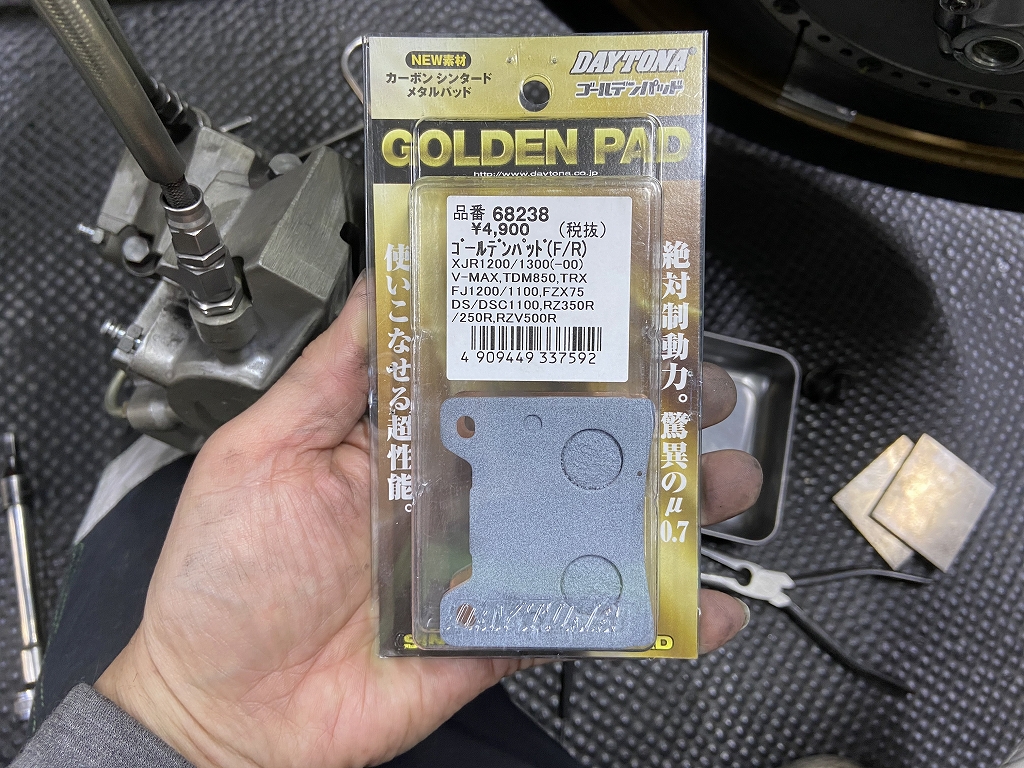 NEW素材
カーボン シンタード
メタルパッド
DAYTONA®
ゴールデンパッド
GOLDEN PAD
http://www.daytona.co.jp
品番 68238
¥4,900 (税抜)
ｺﾞｰﾙﾃﾞﾝﾊﾟｯﾄﾞ(F/R)
XJR1200/1300(-00)
V-MAX,TDM850,TRX
FJ1200/1100,FZX75
DS/DSC1100,RZ350R
/250R,RZV500R
4 909449 337592
絶対制動力。驚異のμ0.7
使いこなせる超性能。
DAYTONA